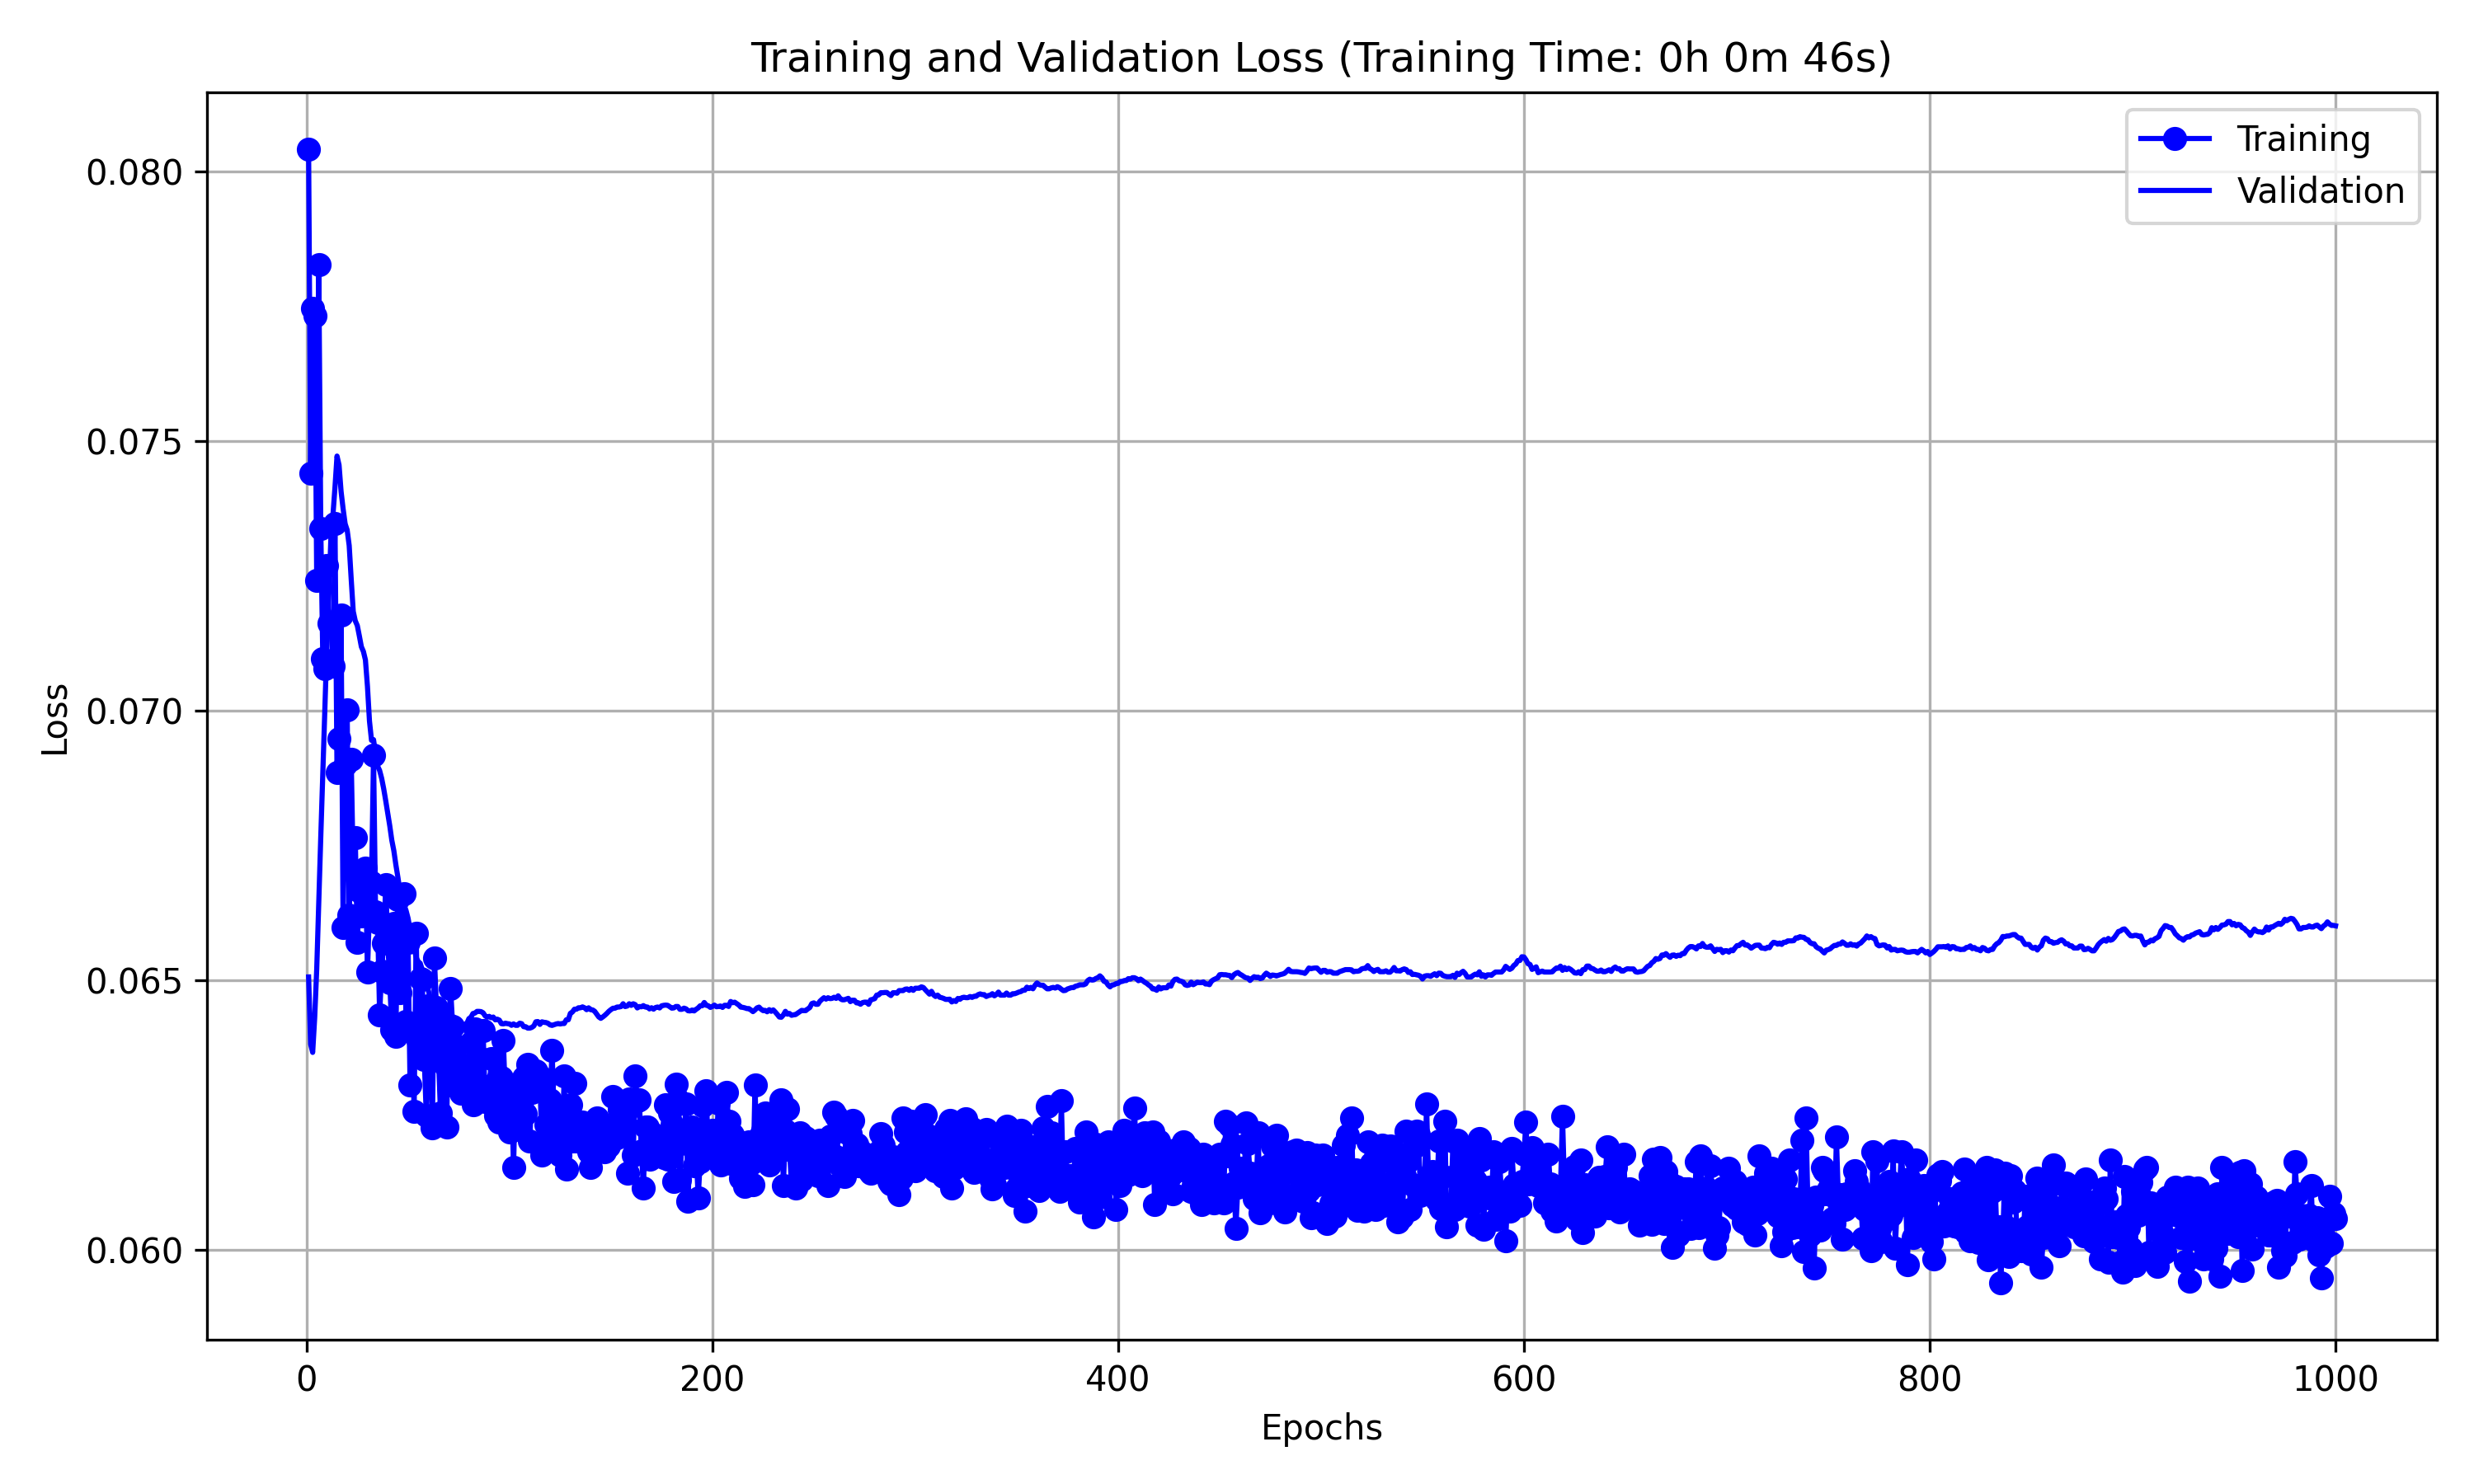 Training and Validation Loss (Training Time: 0h 0m 46s)
Training
Validation
0.080
0.075
0.070
0.065
0.060
Loss
0
200
400
600
800
1000
Epochs